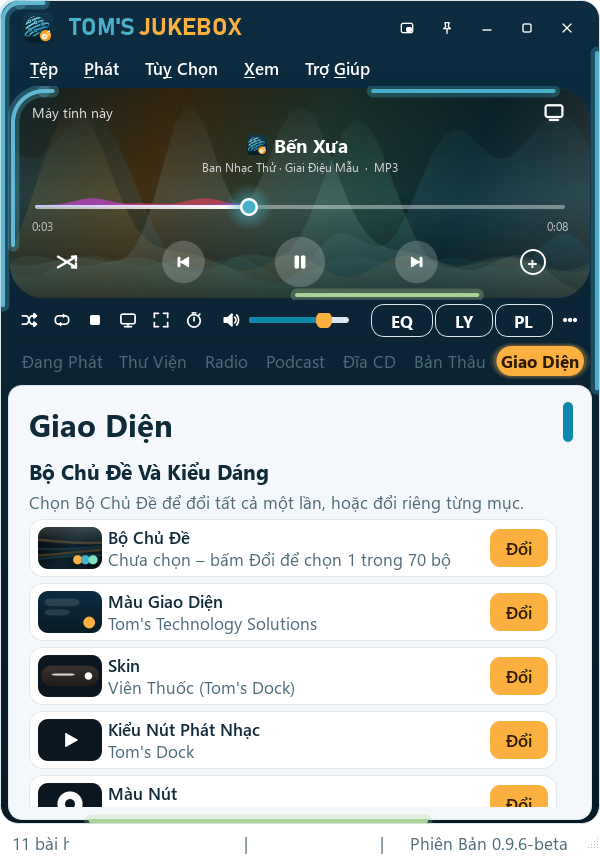 TOM'S JUKEBOX
Tệp Phát Tùy Chọn Xem Trợ Giúp
Máy tính này
Bến Xưa
Ban Nhạc Thử · Giai Điệu Mẫu · MP3
0:03 0:08
EQ LY PL
Đang Phát Thư Viện Radio Podcast Đĩa CD Bản Thâu Giao Diện
Giao Diện
Bộ Chủ Đề Và Kiểu Dáng
Chọn Bộ Chủ Đề để đổi tất cả một lần, hoặc đổi riêng từng mục.
Bộ Chủ Đề
Chưa chọn – bấm Đổi để chọn 1 trong 70 bộ
Đổi
Màu Giao Diện
Tom's Technology Solutions
Đổi
Skin
Viên Thuốc (Tom's Dock)
Đổi
Kiểu Nút Phát Nhạc
Tom's Dock
Đổi
Màu Nút
Đổi
11 bài | | Phiên Bản 0.9.6-beta